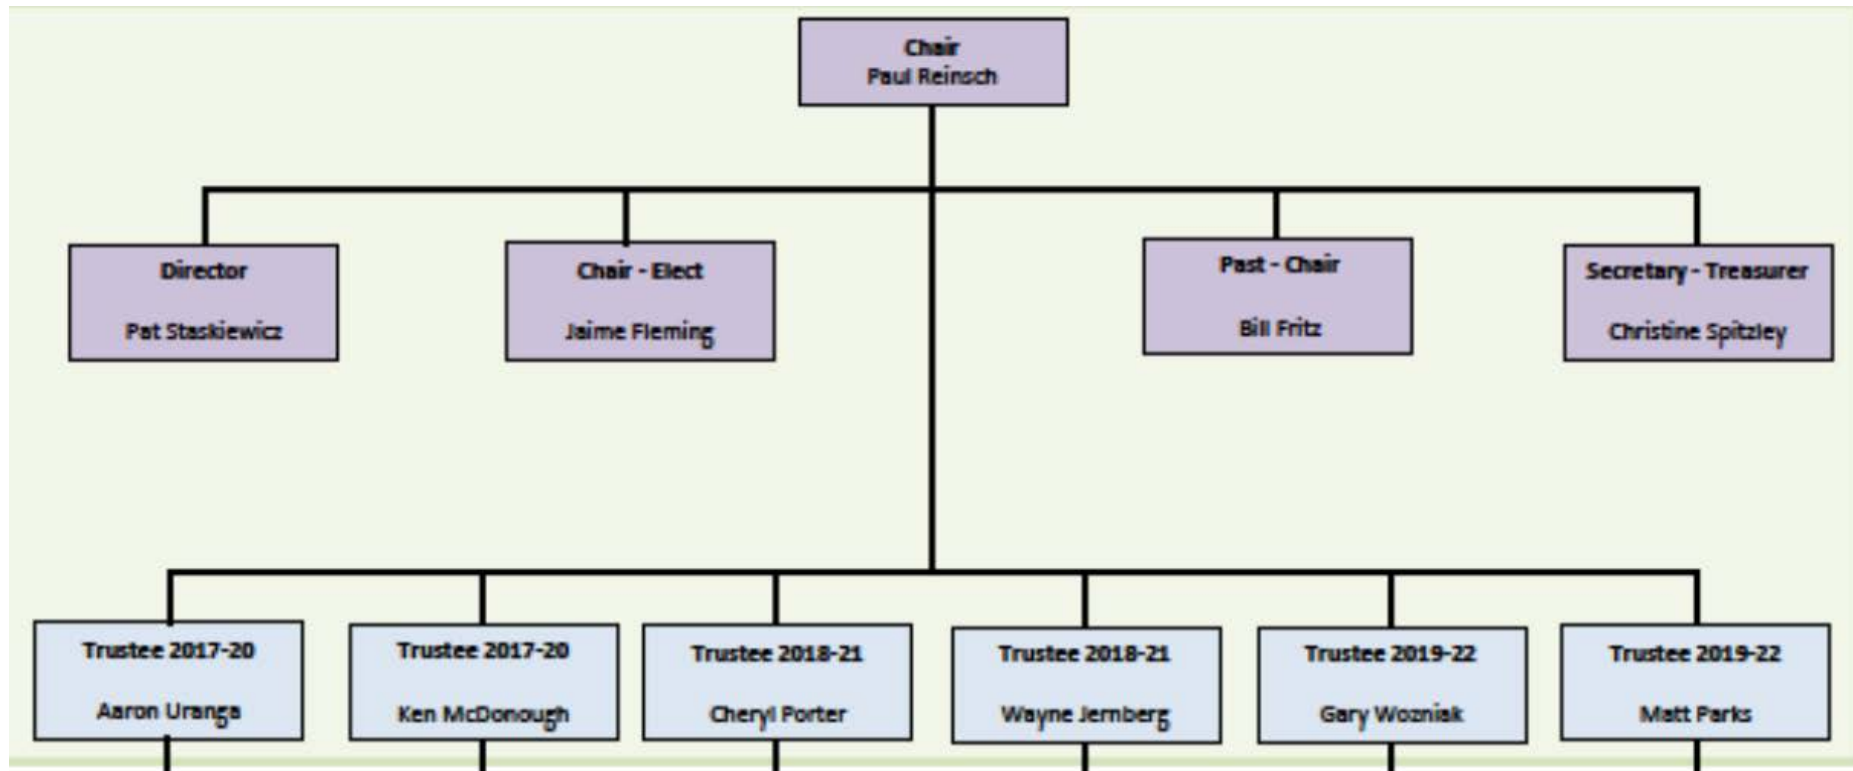 Chair
Paul Reinsch
Director
Pat Staskiewicz
Chair - Elect
Jaime Fleming
Past - Chair
Bill Fritz
Secretary - Treasurer
Christine Spitzley
Trustee 2017-20
Aaron Uranga
Trustee 2017-20
Ken McDonough
Trustee 2018-21
Cheryl Porter
Trustee 2018-21
Wayne Jernberg
Trustee 2019-22
Gary Wozniak
Trustee 2019-22
Matt Parks